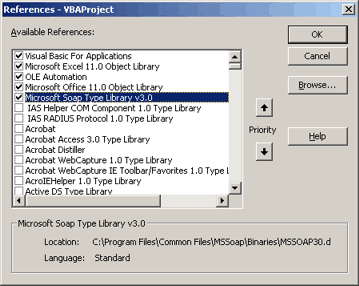 References - VBAProject
Available References:
OK
Cancel
Browse...
Visual Basic For Applications
Microsoft Excel 11.0 Object Library
OLE Automation
Microsoft Office 11.0 Object Library
Microsoft Soap Type Library v3.0
IAS Helper COM Component 1.0 Type Library
IAS RADIUS Protocol 1.0 Type Library
Acrobat
Acrobat Access 3.0 Type Library
Acrobat Distiller
Acrobat WebCapture 1.0 Type Library
Acrobat WebCapture IE Toolbar/Favorites 1.0 Type L
AcroIEHelper 1.0 Type Library
Active DS Type Library
Priority
Help
Microsoft Soap Type Library v3.0
Location: C:\Program Files\Common Files\MSSoap\Binaries\MSSOAP30.d
Language: Standard